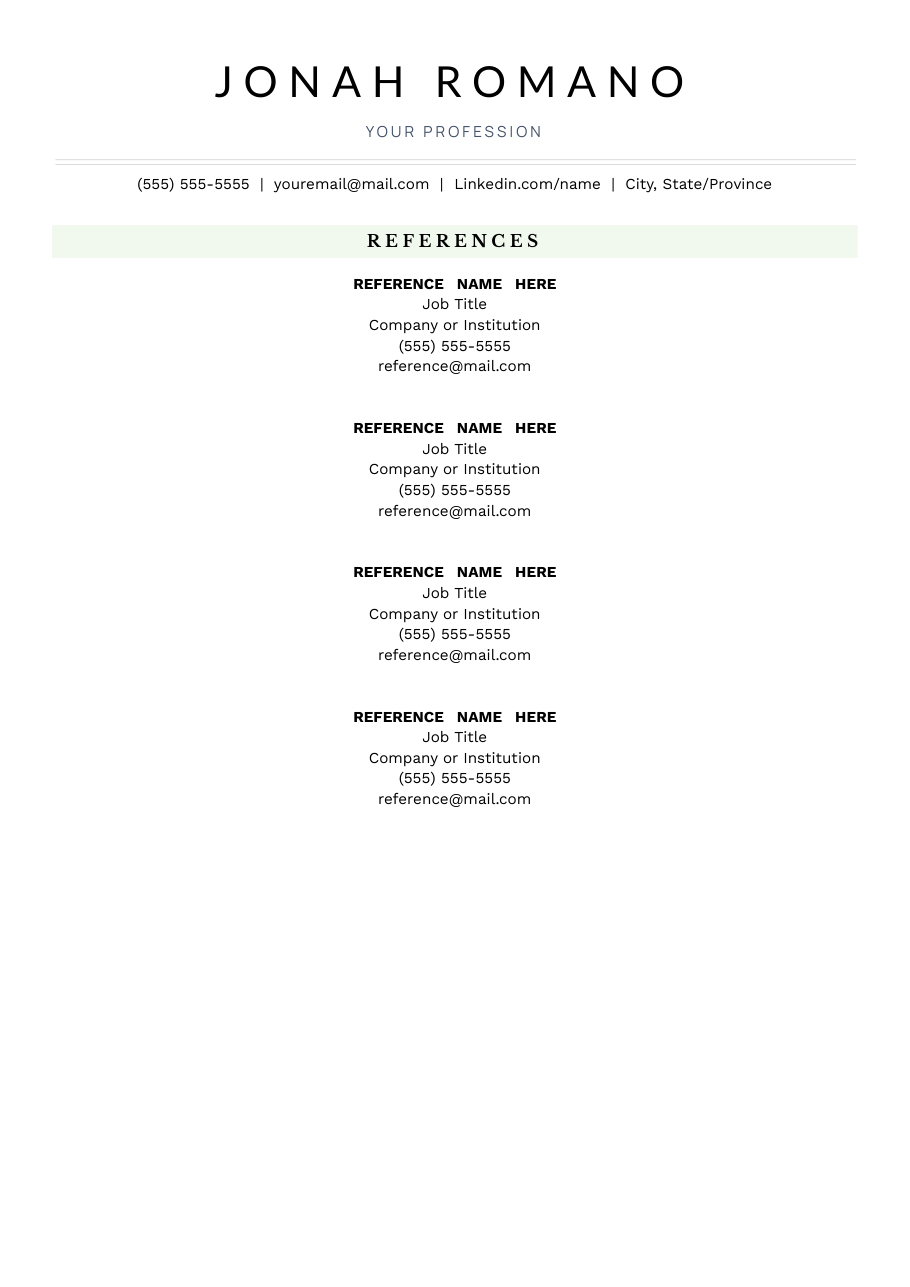 JONAH ROMANO
YOUR PROFESSION
(555) 555-5555 | youremail@mail.com | Linkedin.com/name | City, State/Province
REFERENCES
REFERENCE NAME HERE
Job Title
Company or Institution
(555) 555-5555
reference@mail.com
REFERENCE NAME HERE
Job Title
Company or Institution
(555) 555-5555
reference@mail.com
REFERENCE NAME HERE
Job Title
Company or Institution
(555) 555-5555
reference@mail.com
REFERENCE NAME HERE
Job Title
Company or Institution
(555) 555-5555
reference@mail.com